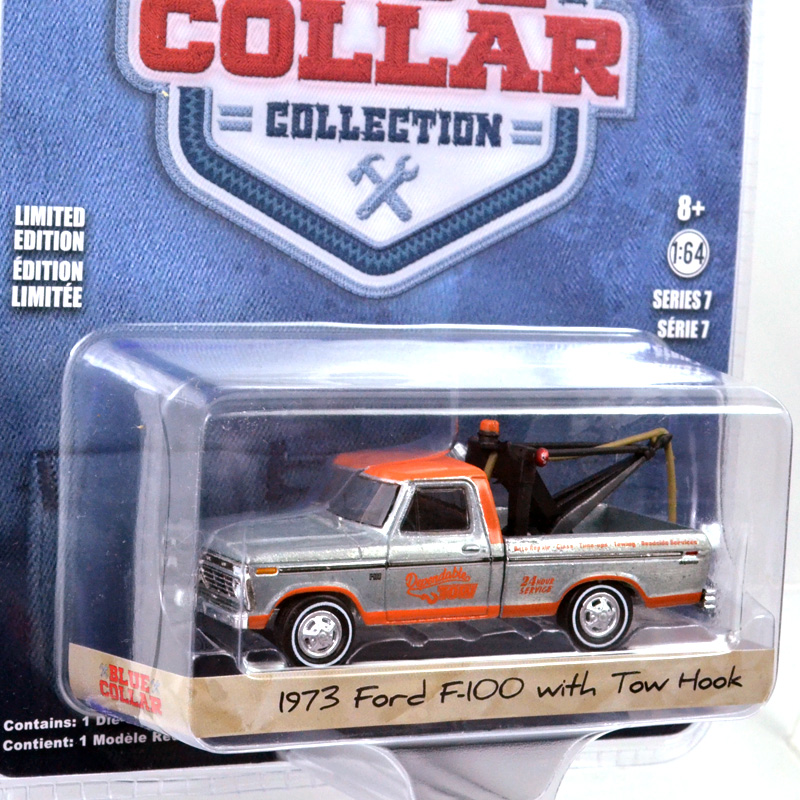 COLLAR
COLLECTION
LIMITED
EDITION
ÉDITION
LIMITÉE
8+
1:64
SERIES 7
SÉRIE 7
Dependable
24 HOUR
SERVICE
BLUE
COLLAR
1973 Ford F-100 with Tow Hook
Contains: 1 Die
Contient: 1 Modèle